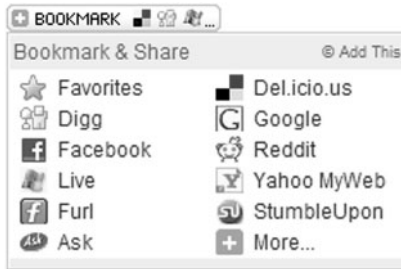 BOOKMARK ...
Bookmark & Share © Add This
Favorites Del.icio.us
Digg Google
Facebook Reddit
Live Yahoo MyWeb
Furl StumbleUpon
Ask More...